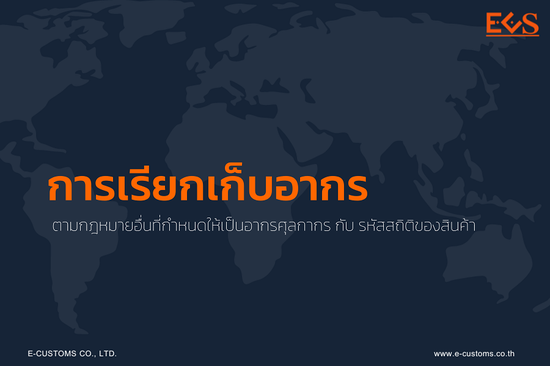 ECS
การเรียกเก็บอากร
ตามกฎหมายอื่นที่กำหนดให้เป็นอากรศุลกากร กับ รหัสสถิติของสินค้า
E-CUSTOMS CO., LTD.
www.e-customs.co.th